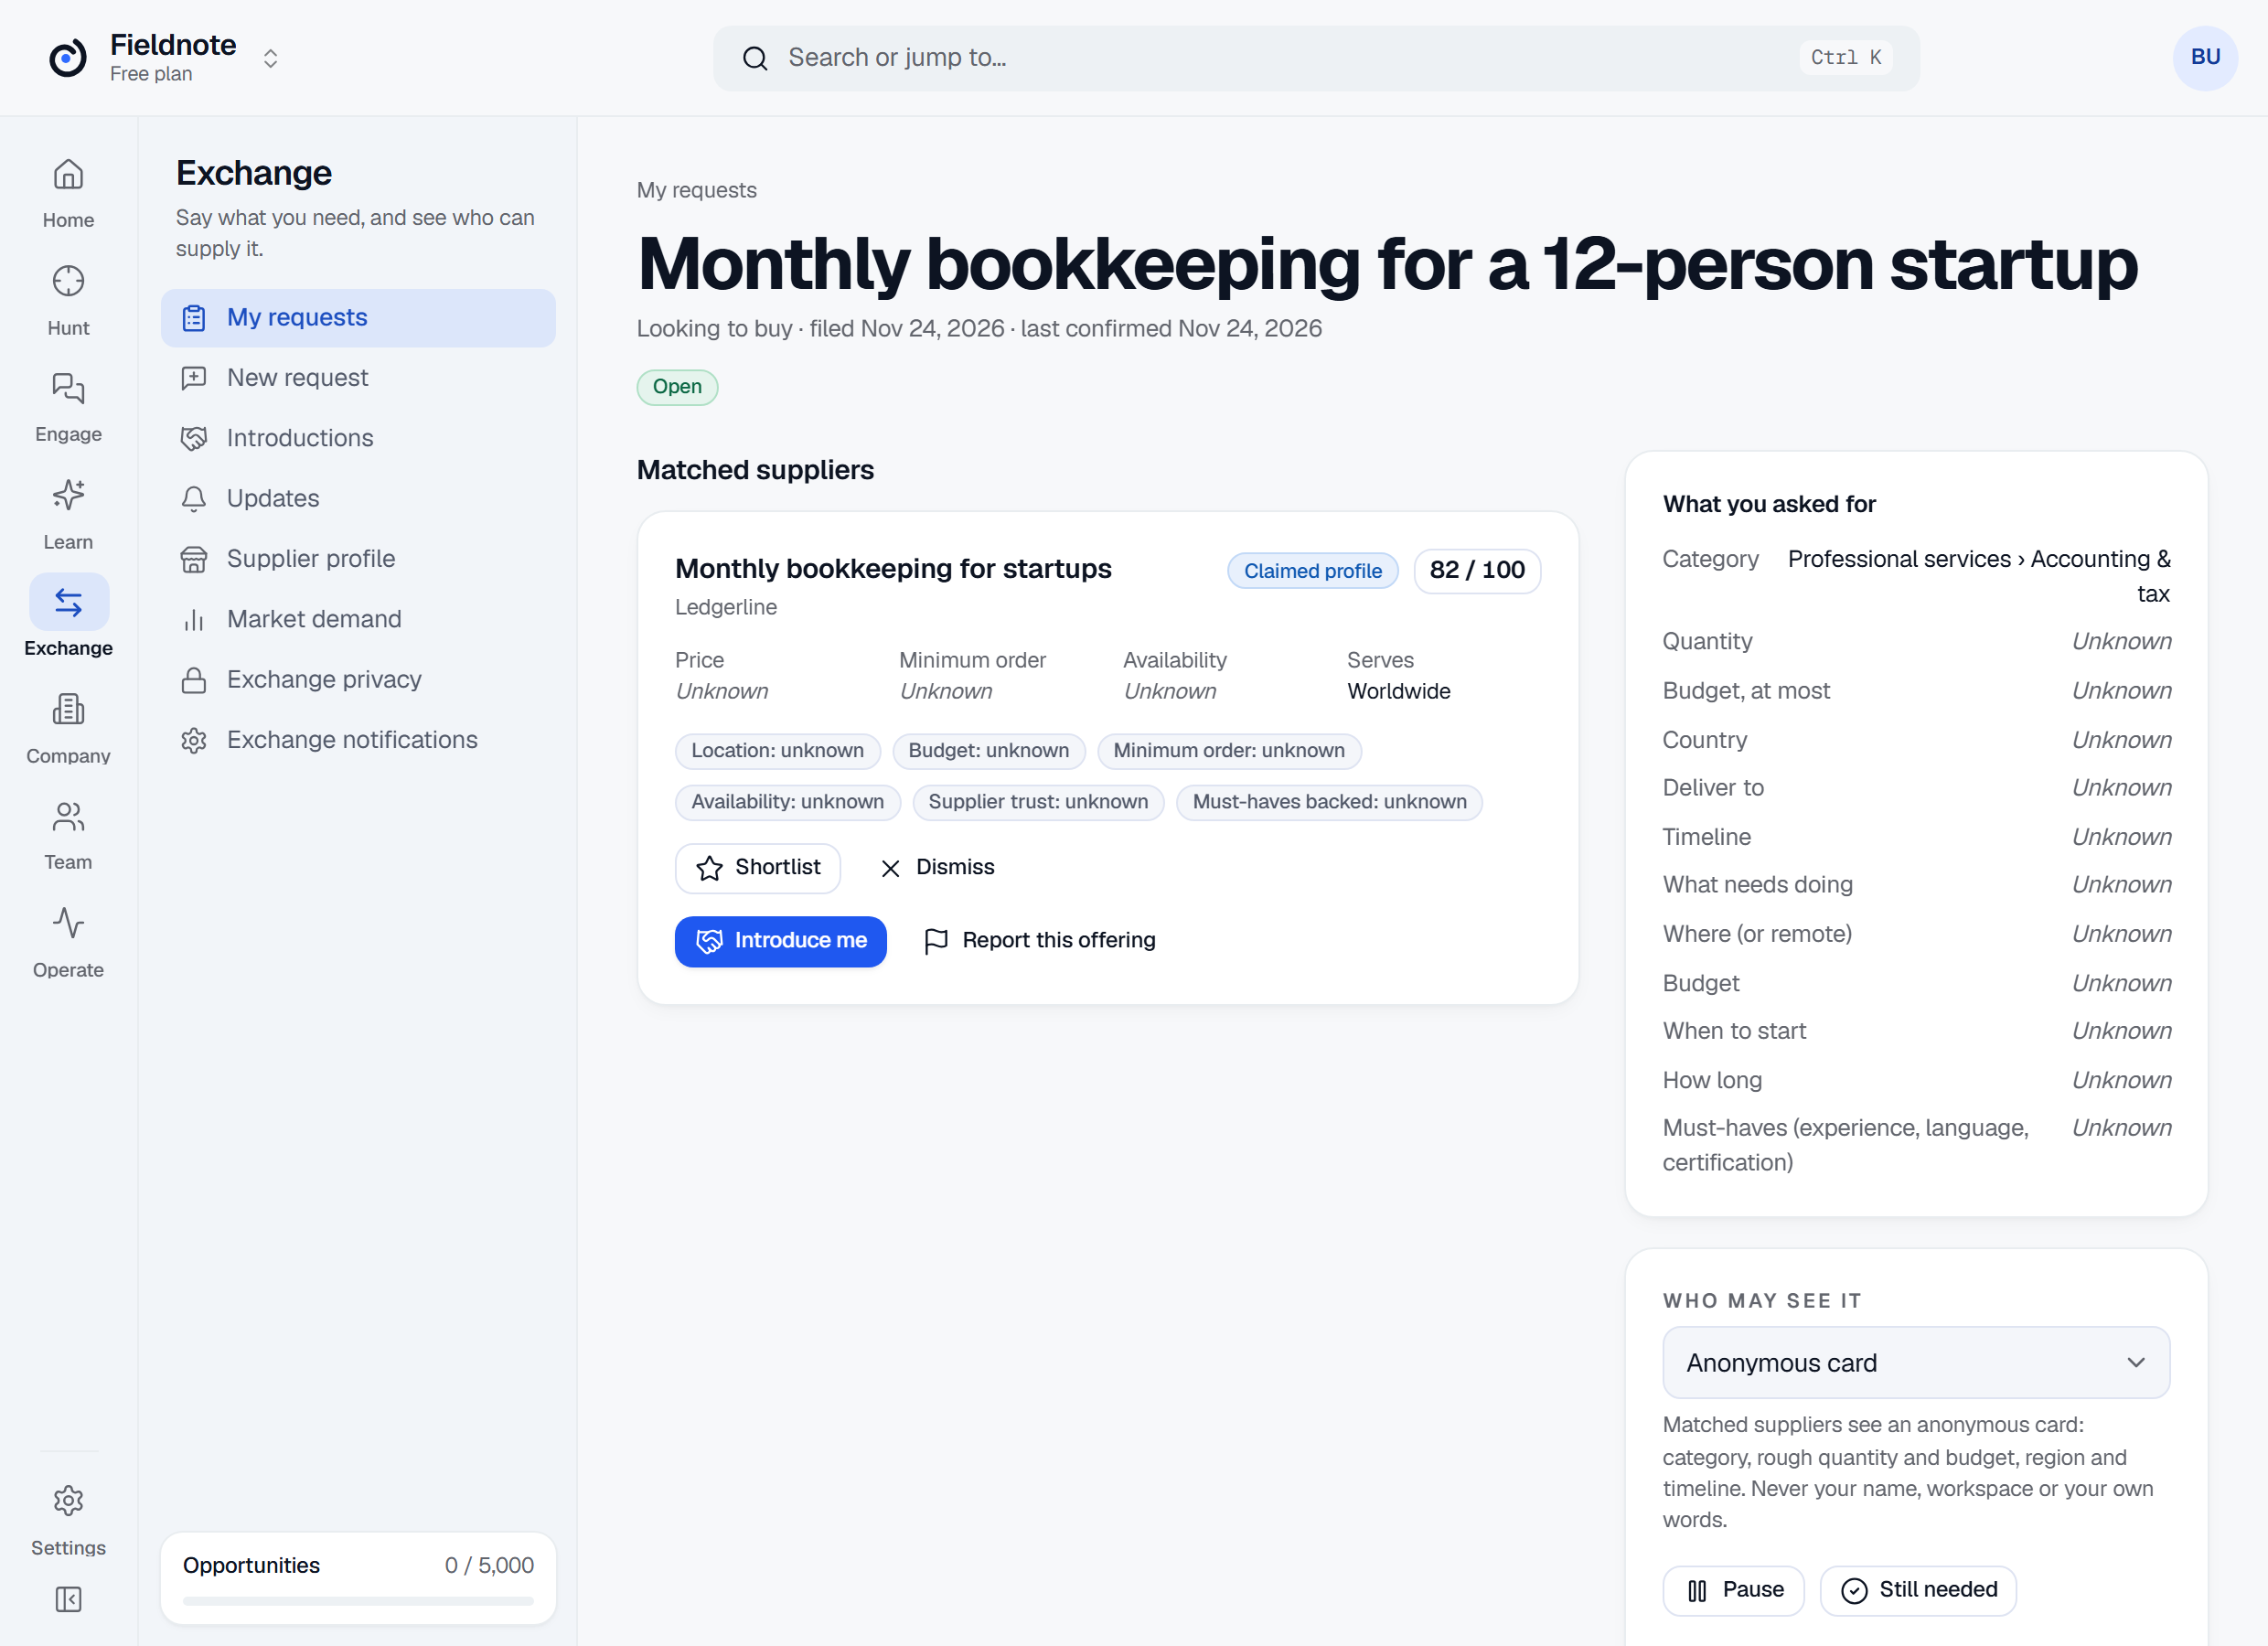 Fieldnote
Free plan
Search or jump to...
Ctrl K
BU
Home
Hunt
Engage
Learn
Exchange
Company
Team
Operate
Settings
Exchange
Say what you need, and see who can
supply it.
My requests
New request
Introductions
Updates
Supplier profile
Market demand
Exchange privacy
Exchange notifications
Opportunities 0 / 5,000
My requests
Monthly bookkeeping for a 12-person startup
Looking to buy · filed Nov 24, 2026 · last confirmed Nov 24, 2026
Open
Matched suppliers
Monthly bookkeeping for startups
Claimed profile
82 / 100
Ledgerline
Price Minimum order Availability Serves
Unknown Unknown Unknown Worldwide
Location: unknown Budget: unknown Minimum order: unknown
Availability: unknown Supplier trust: unknown Must-haves backed: unknown
Shortlist Dismiss
Introduce me Report this offering
What you asked for
Category Professional services › Accounting &
tax
Quantity Unknown
Budget, at most Unknown
Country Unknown
Deliver to Unknown
Timeline Unknown
What needs doing Unknown
Where (or remote) Unknown
Budget Unknown
When to start Unknown
How long Unknown
Must-haves (experience, language, Unknown
certification)
WHO MAY SEE IT
Anonymous card
Matched suppliers see an anonymous card:
category, rough quantity and budget, region and
timeline. Never your name, workspace or your own
words.
Pause Still needed